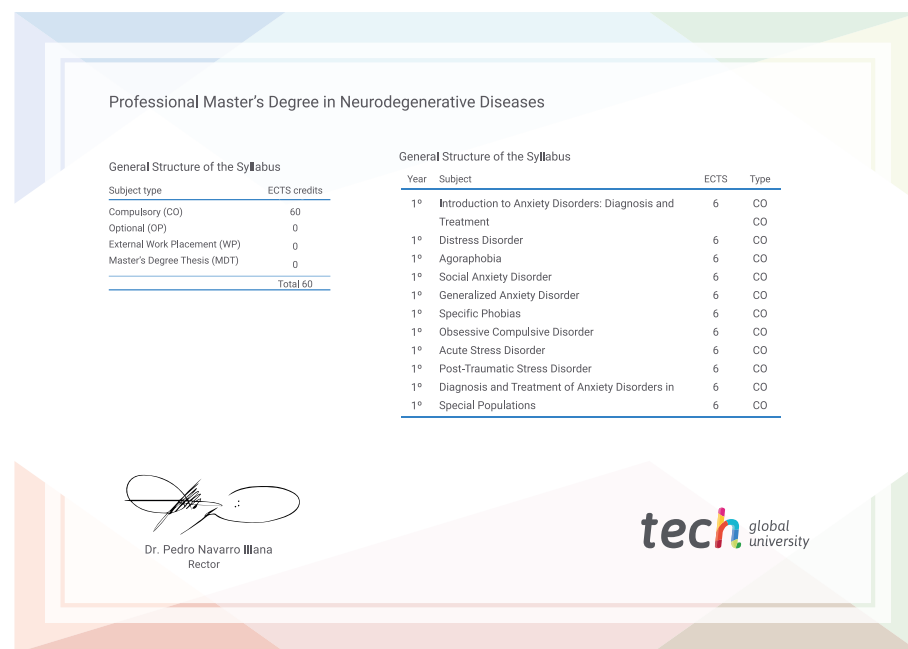 Professional Master's Degree in Neurodegenerative Diseases
General Structure of the Syllabus
Subject type ECTS credits
Compulsory (CO) 60
Optional (OP) 0
External Work Placement (WP) 0
Master's Degree Thesis (MDT) 0
Total 60
General Structure of the Syllabus
Year Subject ECTS Type
1º Introduction to Anxiety Disorders: Diagnosis and 6 CO
Treatment CO
1º Distress Disorder 6 CO
1º Agoraphobia 6 CO
1º Social Anxiety Disorder 6 CO
1º Generalized Anxiety Disorder 6 CO
1º Specific Phobias 6 CO
1º Obsessive Compulsive Disorder 6 CO
1º Acute Stress Disorder 6 CO
1º Post-Traumatic Stress Disorder 6 CO
1º Diagnosis and Treatment of Anxiety Disorders in 6 CO
1º Special Populations 6 CO
Dr. Pedro Navarro Illana
Rector
tech global
university